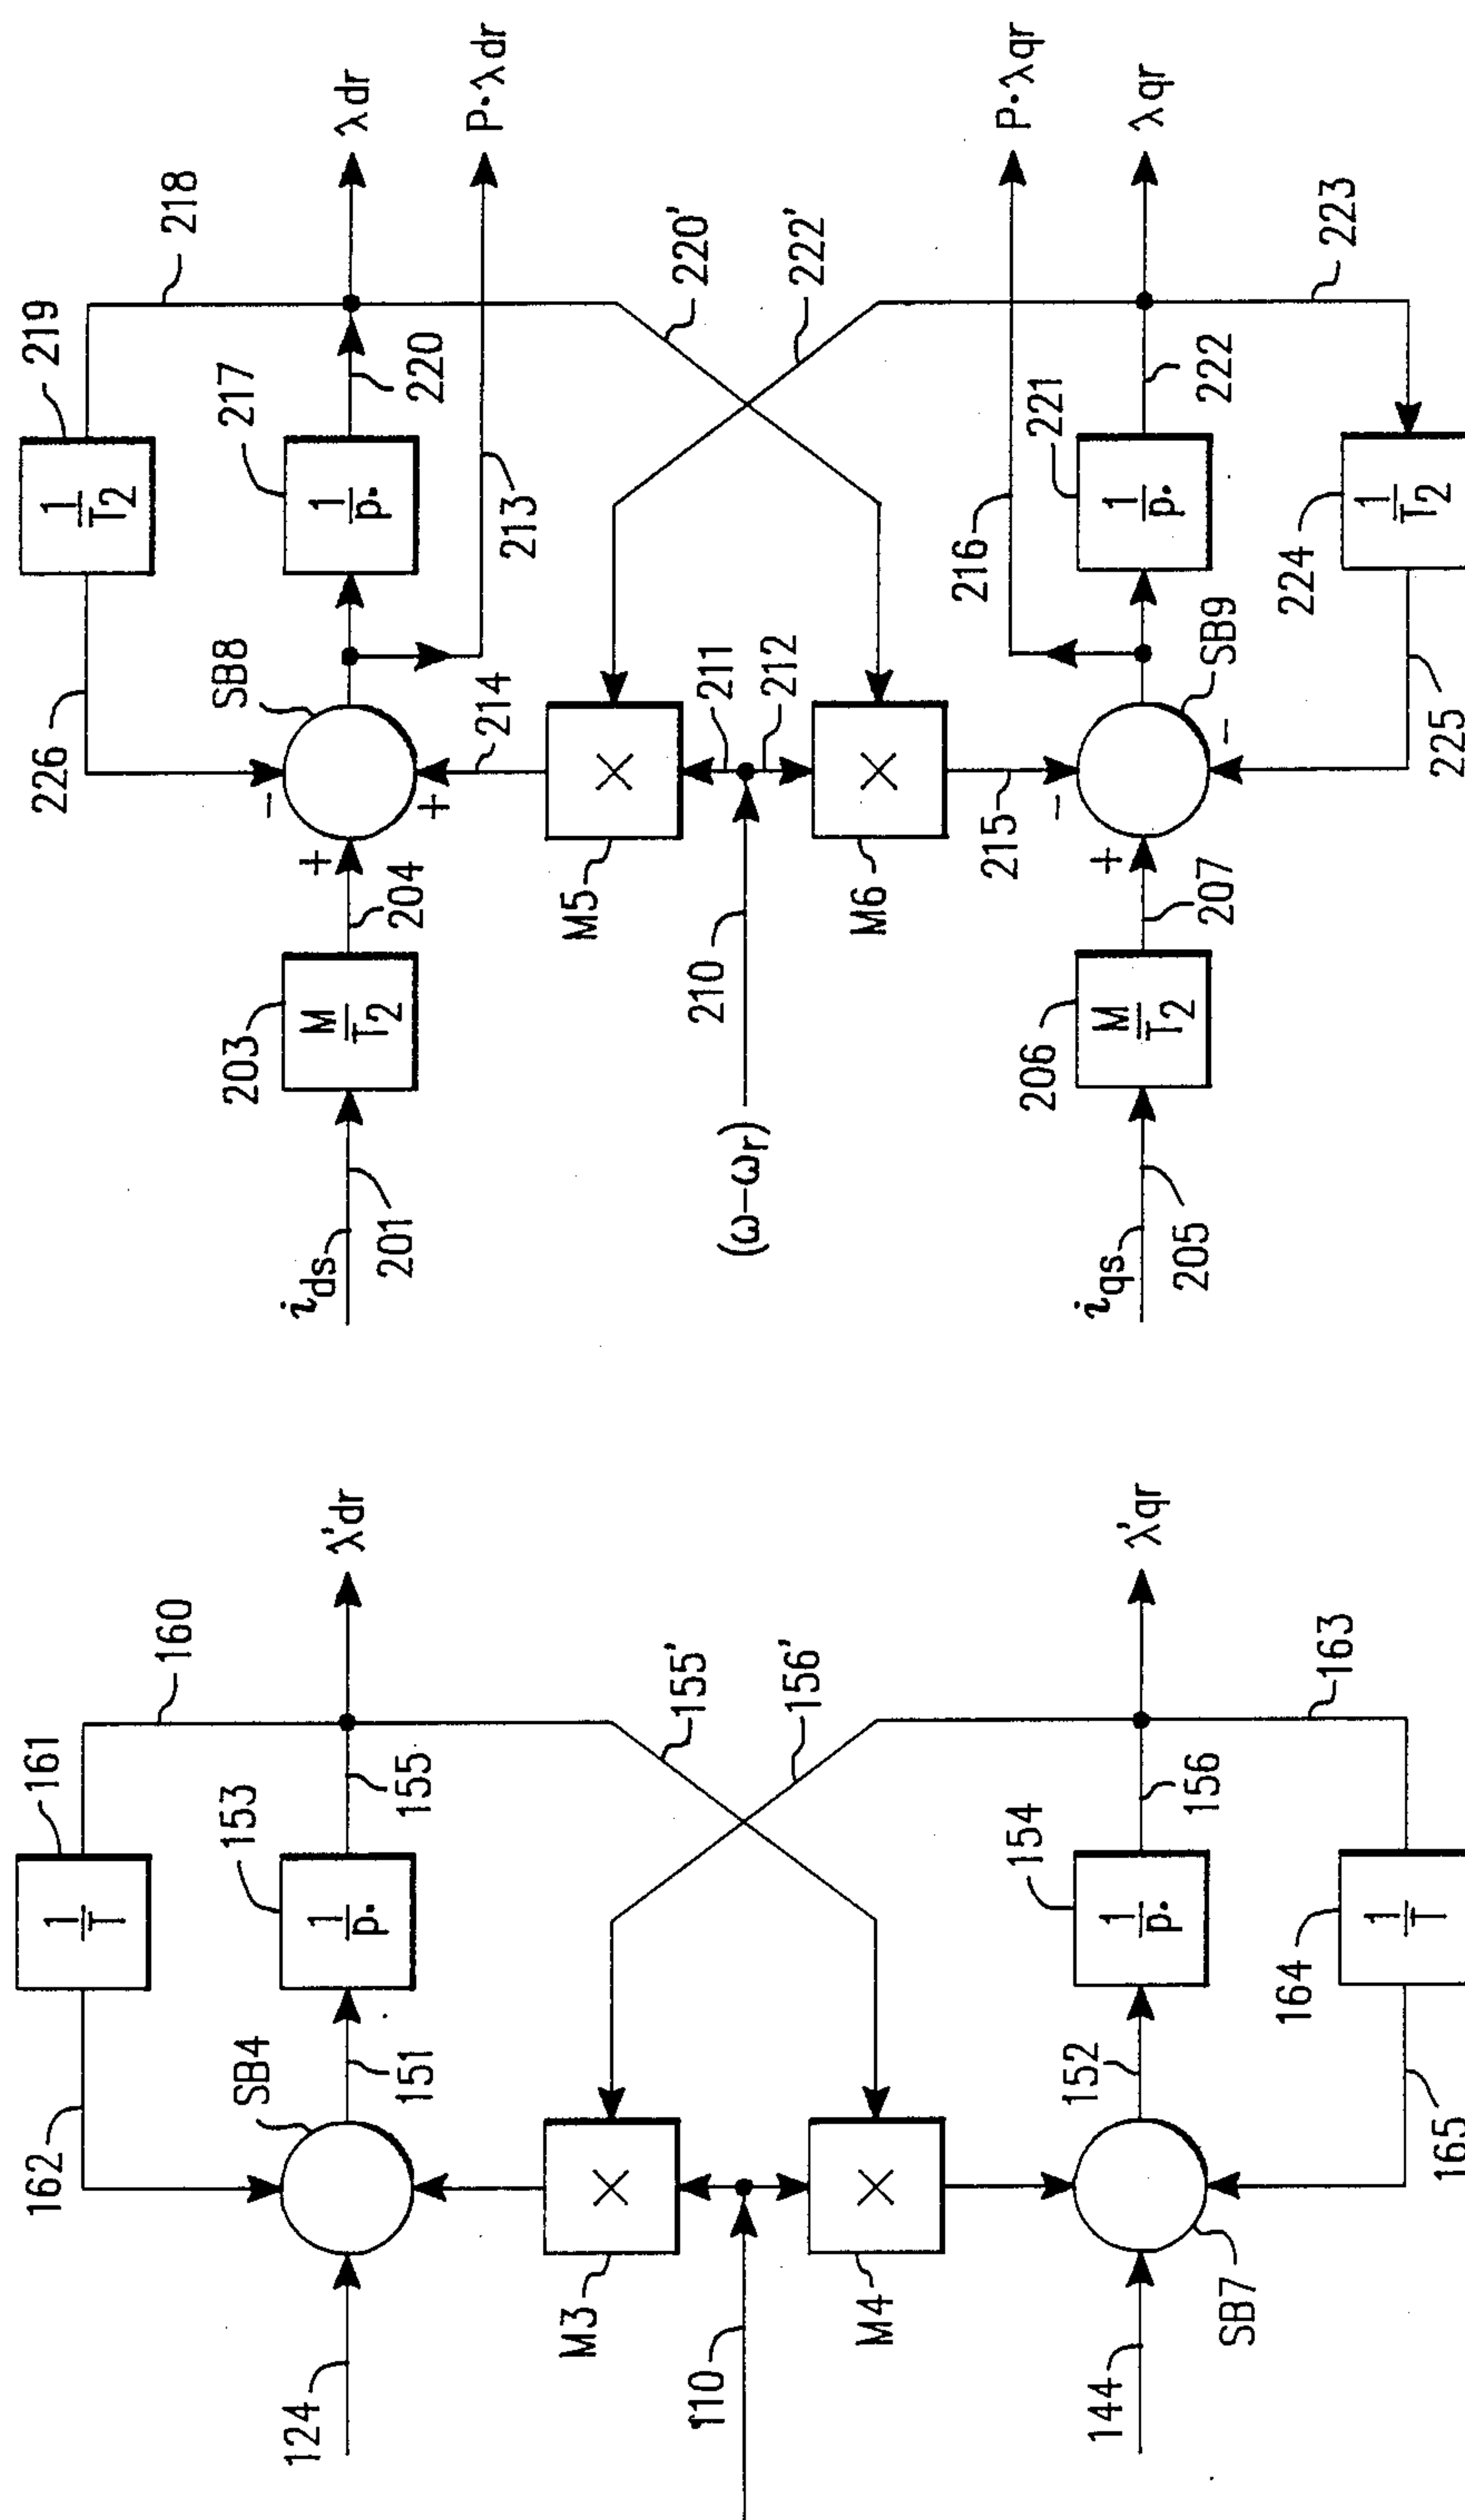 226
219
218
SB8
217
220
λdr
P·λdr
213
1/T2
1/p·
-
+
+
203
M/T2
204
214
ids
201
M5
×
211
212
220'
222'
210
(ω-ωr)
M6
×
215
216
P·λqr
221
1/p·
222
λqr
SB9
-
-
+
206
M/T2
207
iqs
205
224
1/T2
223
225
162
161
160
1/T
SB4
153
1/p·
155
λ'dr
151
124
M3
×
155'
156'
110
M4
×
152
154
1/p·
156
λ'qr
144
SB7
164
1/T
163
165